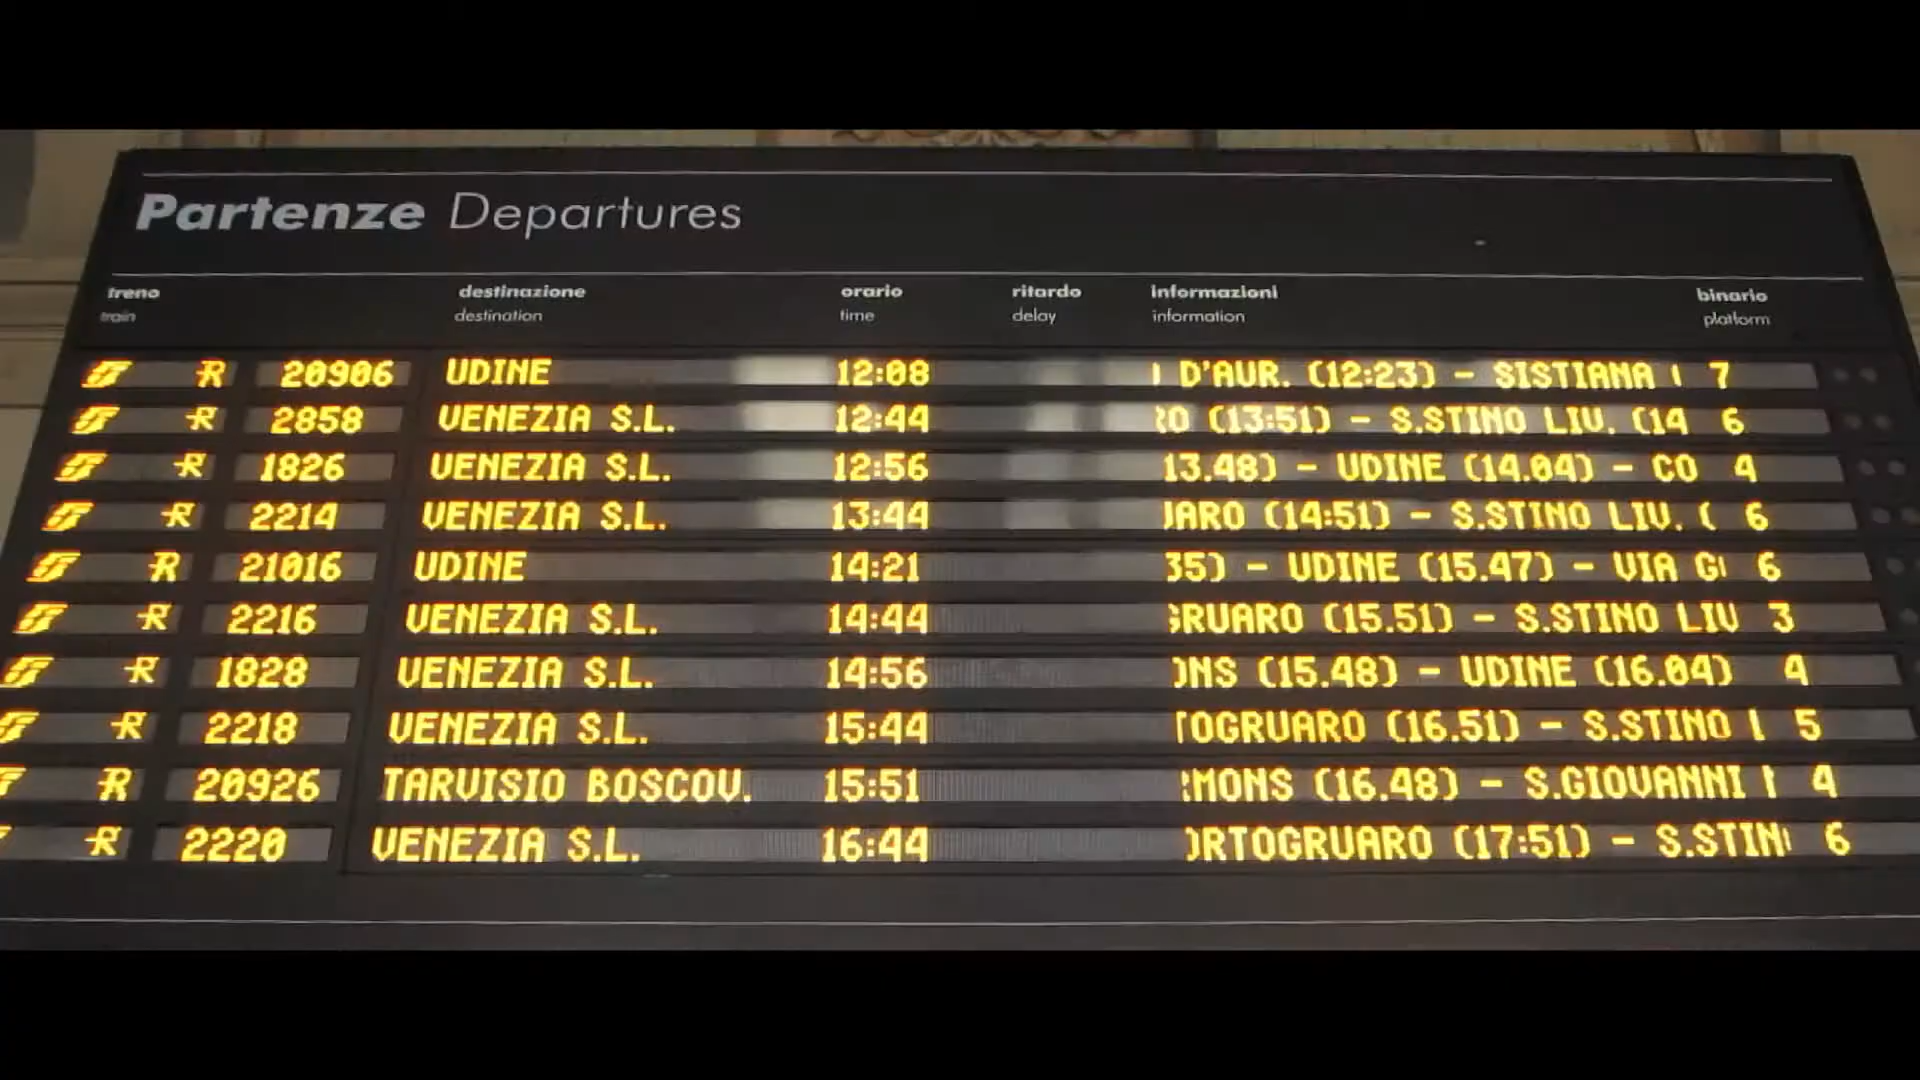 Partenze Departures
treno destinazione orario ritardo informazioni binario
train destination time delay information platform
R 20906 UDINE 12:08 D'AUR. (12:23) - SISTIANA 7
R 2858 VENEZIA S.L. 12:44 (13:51) - S.STINO LIV. (14 6
R 1826 VENEZIA S.L. 12:56 13.48) - UDINE (14.04) - CO 4
R 2214 VENEZIA S.L. 13:44 ARO (14:51) - S.STINO LIV. ( 6
R 21016 UDINE 14:21 35) - UDINE (15.47) - VIA 6
R 2216 VENEZIA S.L. 14:44 RUARO (15.51) - S.STINO LIV 3
R 1828 VENEZIA S.L. 14:56 NS (15.48) - UDINE (16.04) 4
R 2218 VENEZIA S.L. 15:44 TOGRUARO (16.51) - S.STINO 5
R 20926 TARVISIO BOSCOV. 15:51 MONS (16.48) - S.GIOVANNI 4
R 2220 VENEZIA S.L. 16:44 RTOGRUARO (17:51) - S.STIN 6